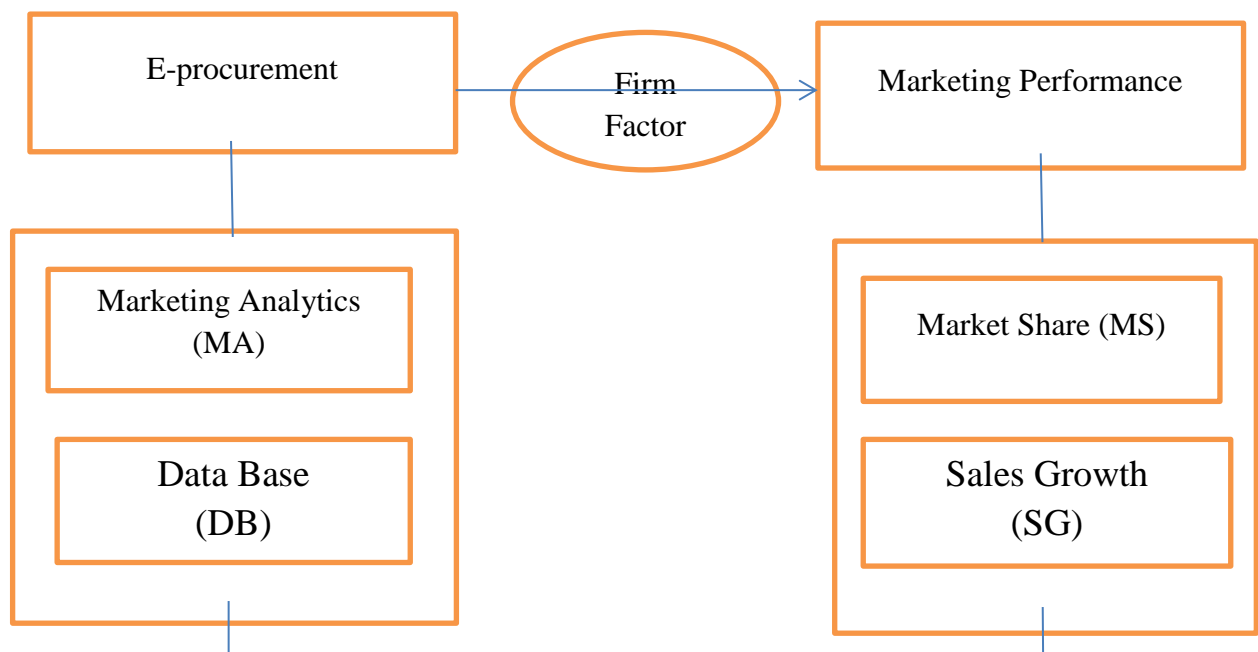 E-procurement
Firm
Factor
Marketing Performance
Marketing Analytics
(MA)
Data Base
(DB)
Market Share (MS)
Sales Growth
(SG)